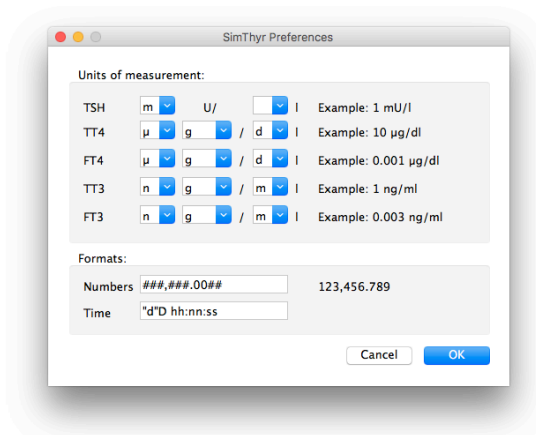 SimThyr Preferences
Units of measurement:
TSH m U/ l Example: 1 mU/l
TT4 µ g / d l Example: 10 µg/dl
FT4 µ g / d l Example: 0.001 µg/dl
TT3 n g / m l Example: 1 ng/ml
FT3 n g / m l Example: 0.003 ng/ml
Formats:
Numbers ###,###.00## 123,456.789
Time "d"D hh:nn:ss
Cancel OK